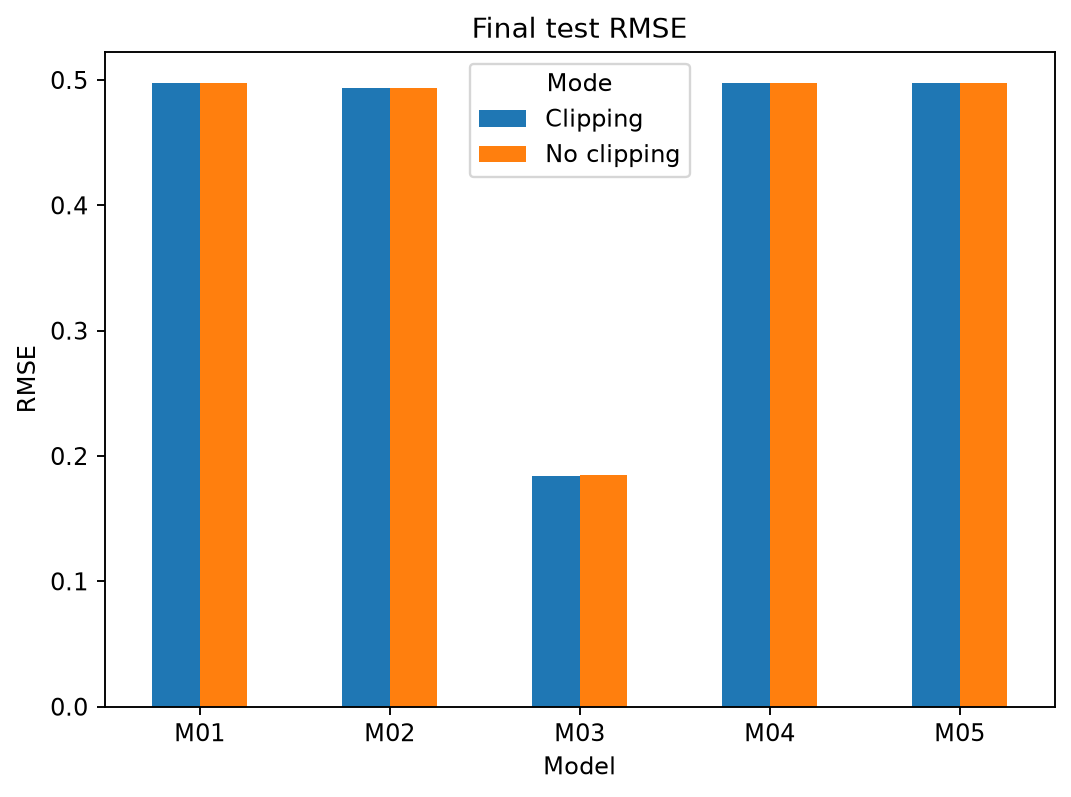 Final test RMSE
Mode
Clipping
No clipping
0.5
0.4
0.3
0.2
0.1
0.0
RMSE
M01 M02 M03 M04 M05
Model